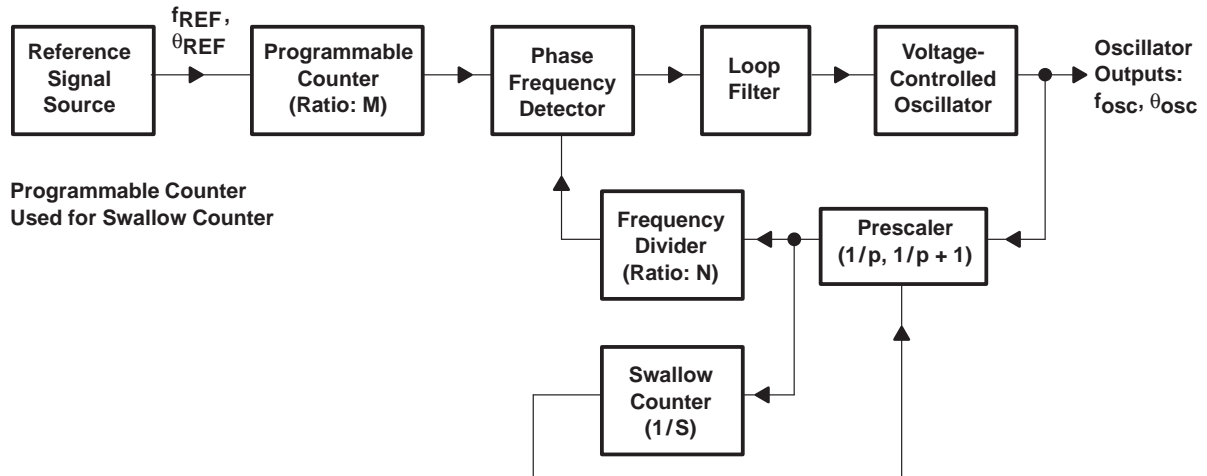 fREF,
θREF
Reference
Signal
Source
Programmable
Counter
(Ratio: M)
Phase
Frequency
Detector
Loop
Filter
Voltage-
Controlled
Oscillator
Oscillator
Outputs:
fosc, θosc
Programmable Counter
Used for Swallow Counter
Frequency
Divider
(Ratio: N)
Prescaler
(1/p, 1/p + 1)
Swallow
Counter
(1/S)